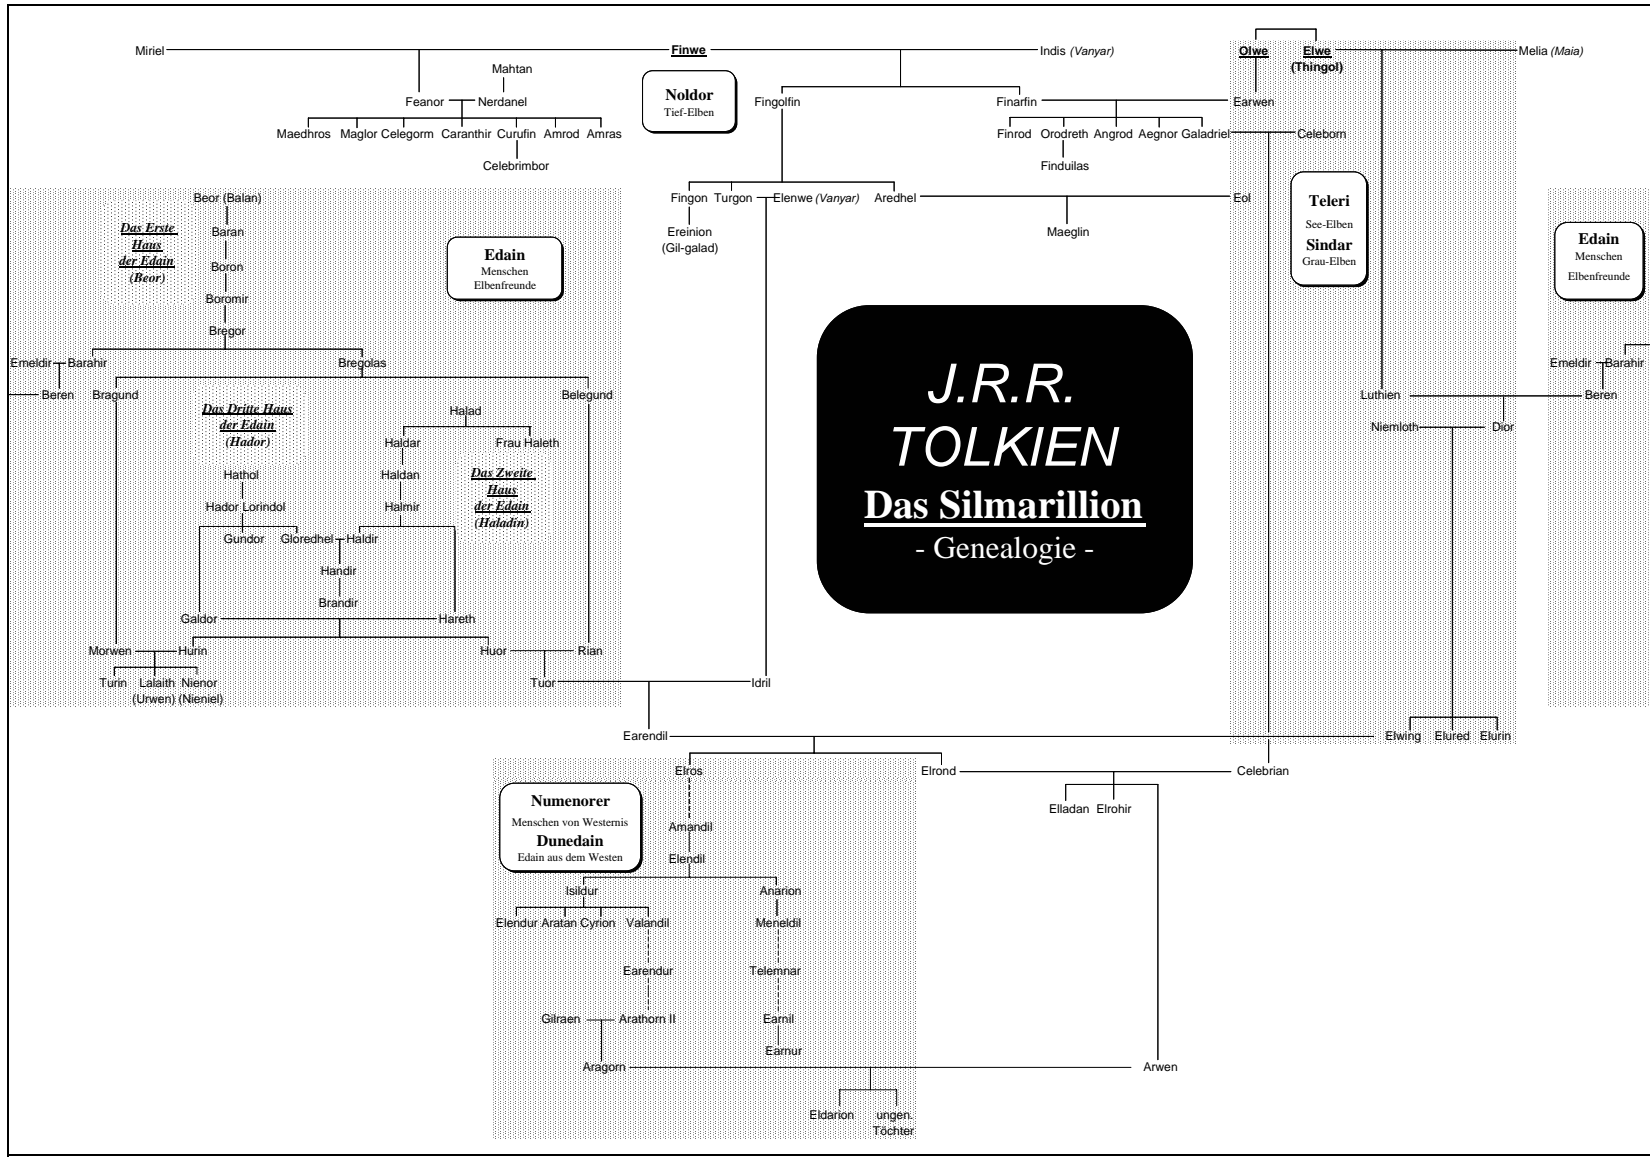 Miriel Finwe Indis (Vanyar) Olwe Elwe Melia (Maia)
(Thingol)
Mahtan
Noldor
Tief-Elben
Feanor Nerdanel Fingolfin Finarfin Earwen
Maedhros Maglor Celegorm Caranthir Curufin Amrod Amras Finrod Orodreth Angrod Aegnor Galadriel Celeborn
Celebrimbor Finduilas
Fingon Turgon Elenwe (Vanyar) Aredhel Eol
Ereinion
(Gil-galad)
Maeglin
Teleri
See-Elben
Sindar
Grau-Elben
Edain
Menschen
Elbenfreunde
Beor (Balan)
Das Erste
Haus
der Edain
(Beor)
Baran
Boron
Boromir
Bregor
Edain
Menschen
Elbenfreunde
Emeldir Barahir Bregolas Emeldir Barahir
Beren Bragund Belegund Luthien Beren
Niemloth Dior
J.R.R.
TOLKIEN
Das Silmarillion
- Genealogie -
Das Dritte Haus
der Edain
(Hador)
Halad
Haldar Frau Haleth
Hathol Haldan
Das Zweite
Haus
der Edain
(Haladin)
Hador Lorindol Halmir
Gundor Gloredhel Haldir
Handir
Brandir
Galdor Hareth
Morwen Hurin Huor Rian
Turin Lalaith Nienor Tuor Idril
(Urwen) (Nieniel)
Earendil Elwing Elured Elurin
Elros Elrond Celebrian
Numenorer
Menschen von Westernis
Dunedain
Edain aus dem Westen
Elladan Elrohir
Amandil
Elendil
Isildur Anarion
Elendur Aratan Cyrion Valandil Meneldil
Earendur Telemnar
Gilraen Arathorn II Earnil
Earnur
Aragorn Arwen
Eldarion ungen.
Töchter